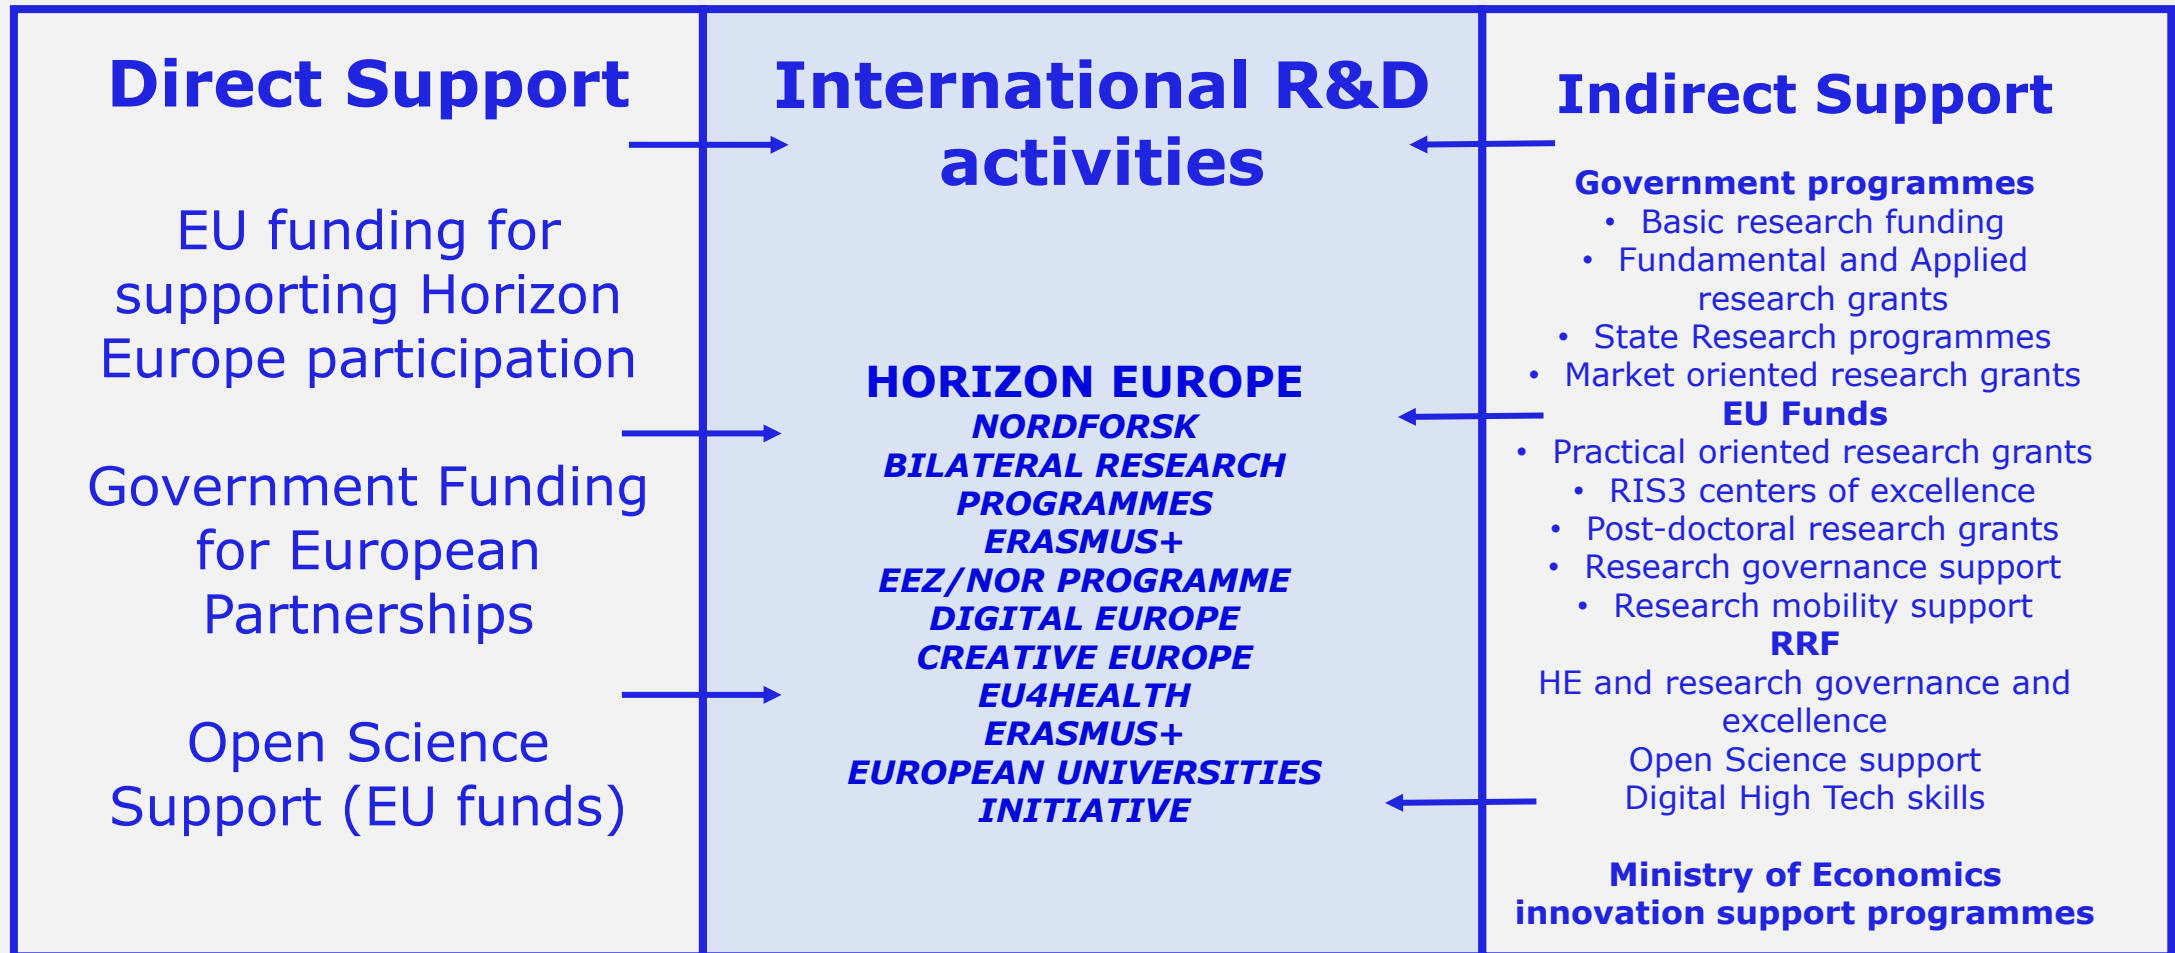 Direct Support
EU funding for
supporting Horizon
Europe participation
Government Funding
for European
Partnerships
Open Science
Support (EU funds)
International R&D
activities
HORIZON EUROPE
NORDFORSK
BILATERAL RESEARCH
PROGRAMMES
ERASMUS+
EEZ/NOR PROGRAMME
DIGITAL EUROPE
CREATIVE EUROPE
EU4HEALTH
ERASMUS+
EUROPEAN UNIVERSITIES
INITIATIVE
Indirect Support
Government programmes
• Basic research funding
• Fundamental and Applied
research grants
• State Research programmes
• Market oriented research grants
EU Funds
• Practical oriented research grants
• RIS3 centers of excellence
• Post-doctoral research grants
• Research governance support
• Research mobility support
RRF
HE and research governance and
excellence
Open Science support
Digital High Tech skills
Ministry of Economics
innovation support programmes